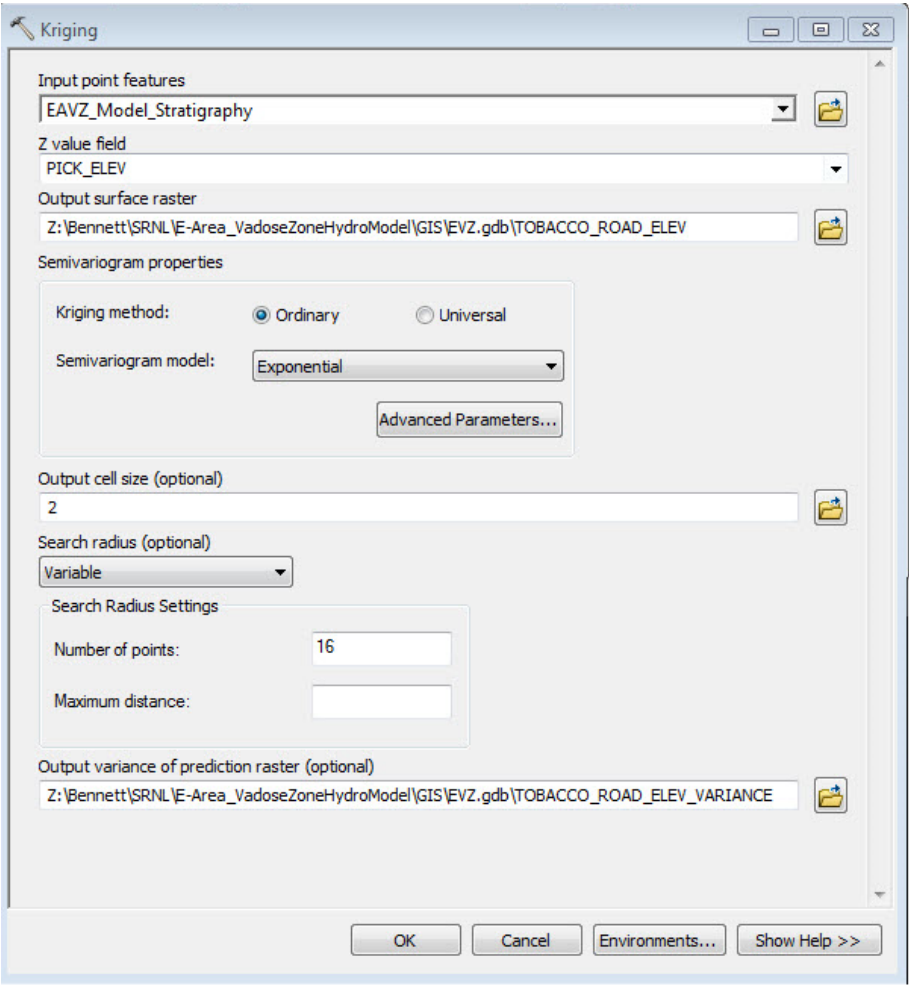 Kriging
Input point features
EAVZ_Model_Stratigraphy
Z value field
PICK_ELEV
Output surface raster
Z:\Bennett\SRNL\E-Area_VadoseZoneHydroModel\GIS\EVZ.gdb\TOBACCO_ROAD_ELEV
Semivariogram properties
Kriging method: Ordinary Universal
Semivariogram model: Exponential
Advanced Parameters...
Output cell size (optional)
2
Search radius (optional)
Variable
Search Radius Settings
Number of points: 16
Maximum distance:
Output variance of prediction raster (optional)
Z:\Bennett\SRNL\E-Area_VadoseZoneHydroModel\GIS\EVZ.gdb\TOBACCO_ROAD_ELEV_VARIANCE
OK Cancel Environments... Show Help >>